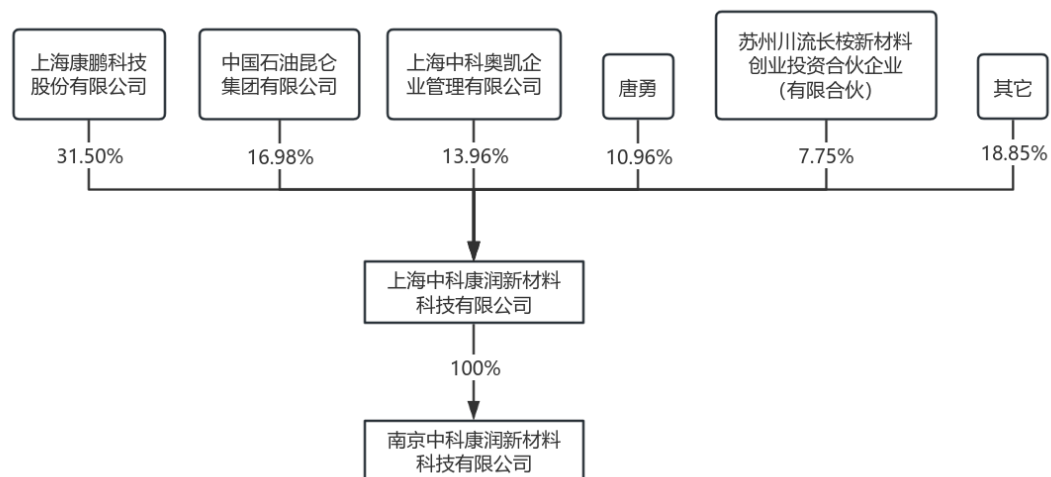 上海康鹏科技
股份有限公司
中国石油昆仑
集团有限公司
上海中科奥凯企
业管理有限公司
唐勇
苏州川流长桉新材料
创业投资合伙企业
（有限合伙）
其它
31.50%
16.98%
13.96%
10.96%
7.75%
18.85%
上海中科康润新材料
科技有限公司
100%
南京中科康润新材料
科技有限公司